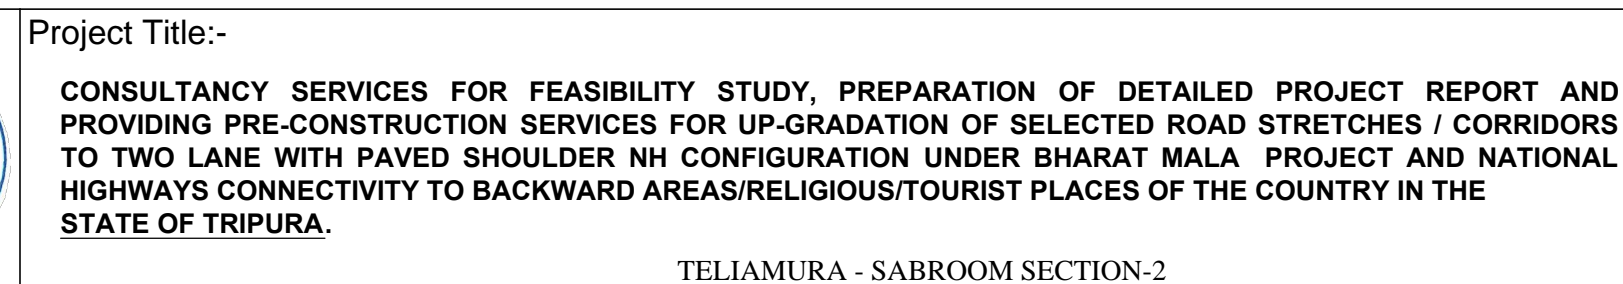 Project Title:-
CONSULTANCY SERVICES FOR FEASIBILITY STUDY, PREPARATION OF DETAILED PROJECT REPORT AND
PROVIDING PRE-CONSTRUCTION SERVICES FOR UP-GRADATION OF SELECTED ROAD STRETCHES / CORRIDORS
TO TWO LANE WITH PAVED SHOULDER NH CONFIGURATION UNDER BHARAT MALA PROJECT AND NATIONAL
HIGHWAYS CONNECTIVITY TO BACKWARD AREAS/RELIGIOUS/TOURIST PLACES OF THE COUNTRY IN THE
STATE OF TRIPURA.
TELIAMURA - SABROOM SECTION-2